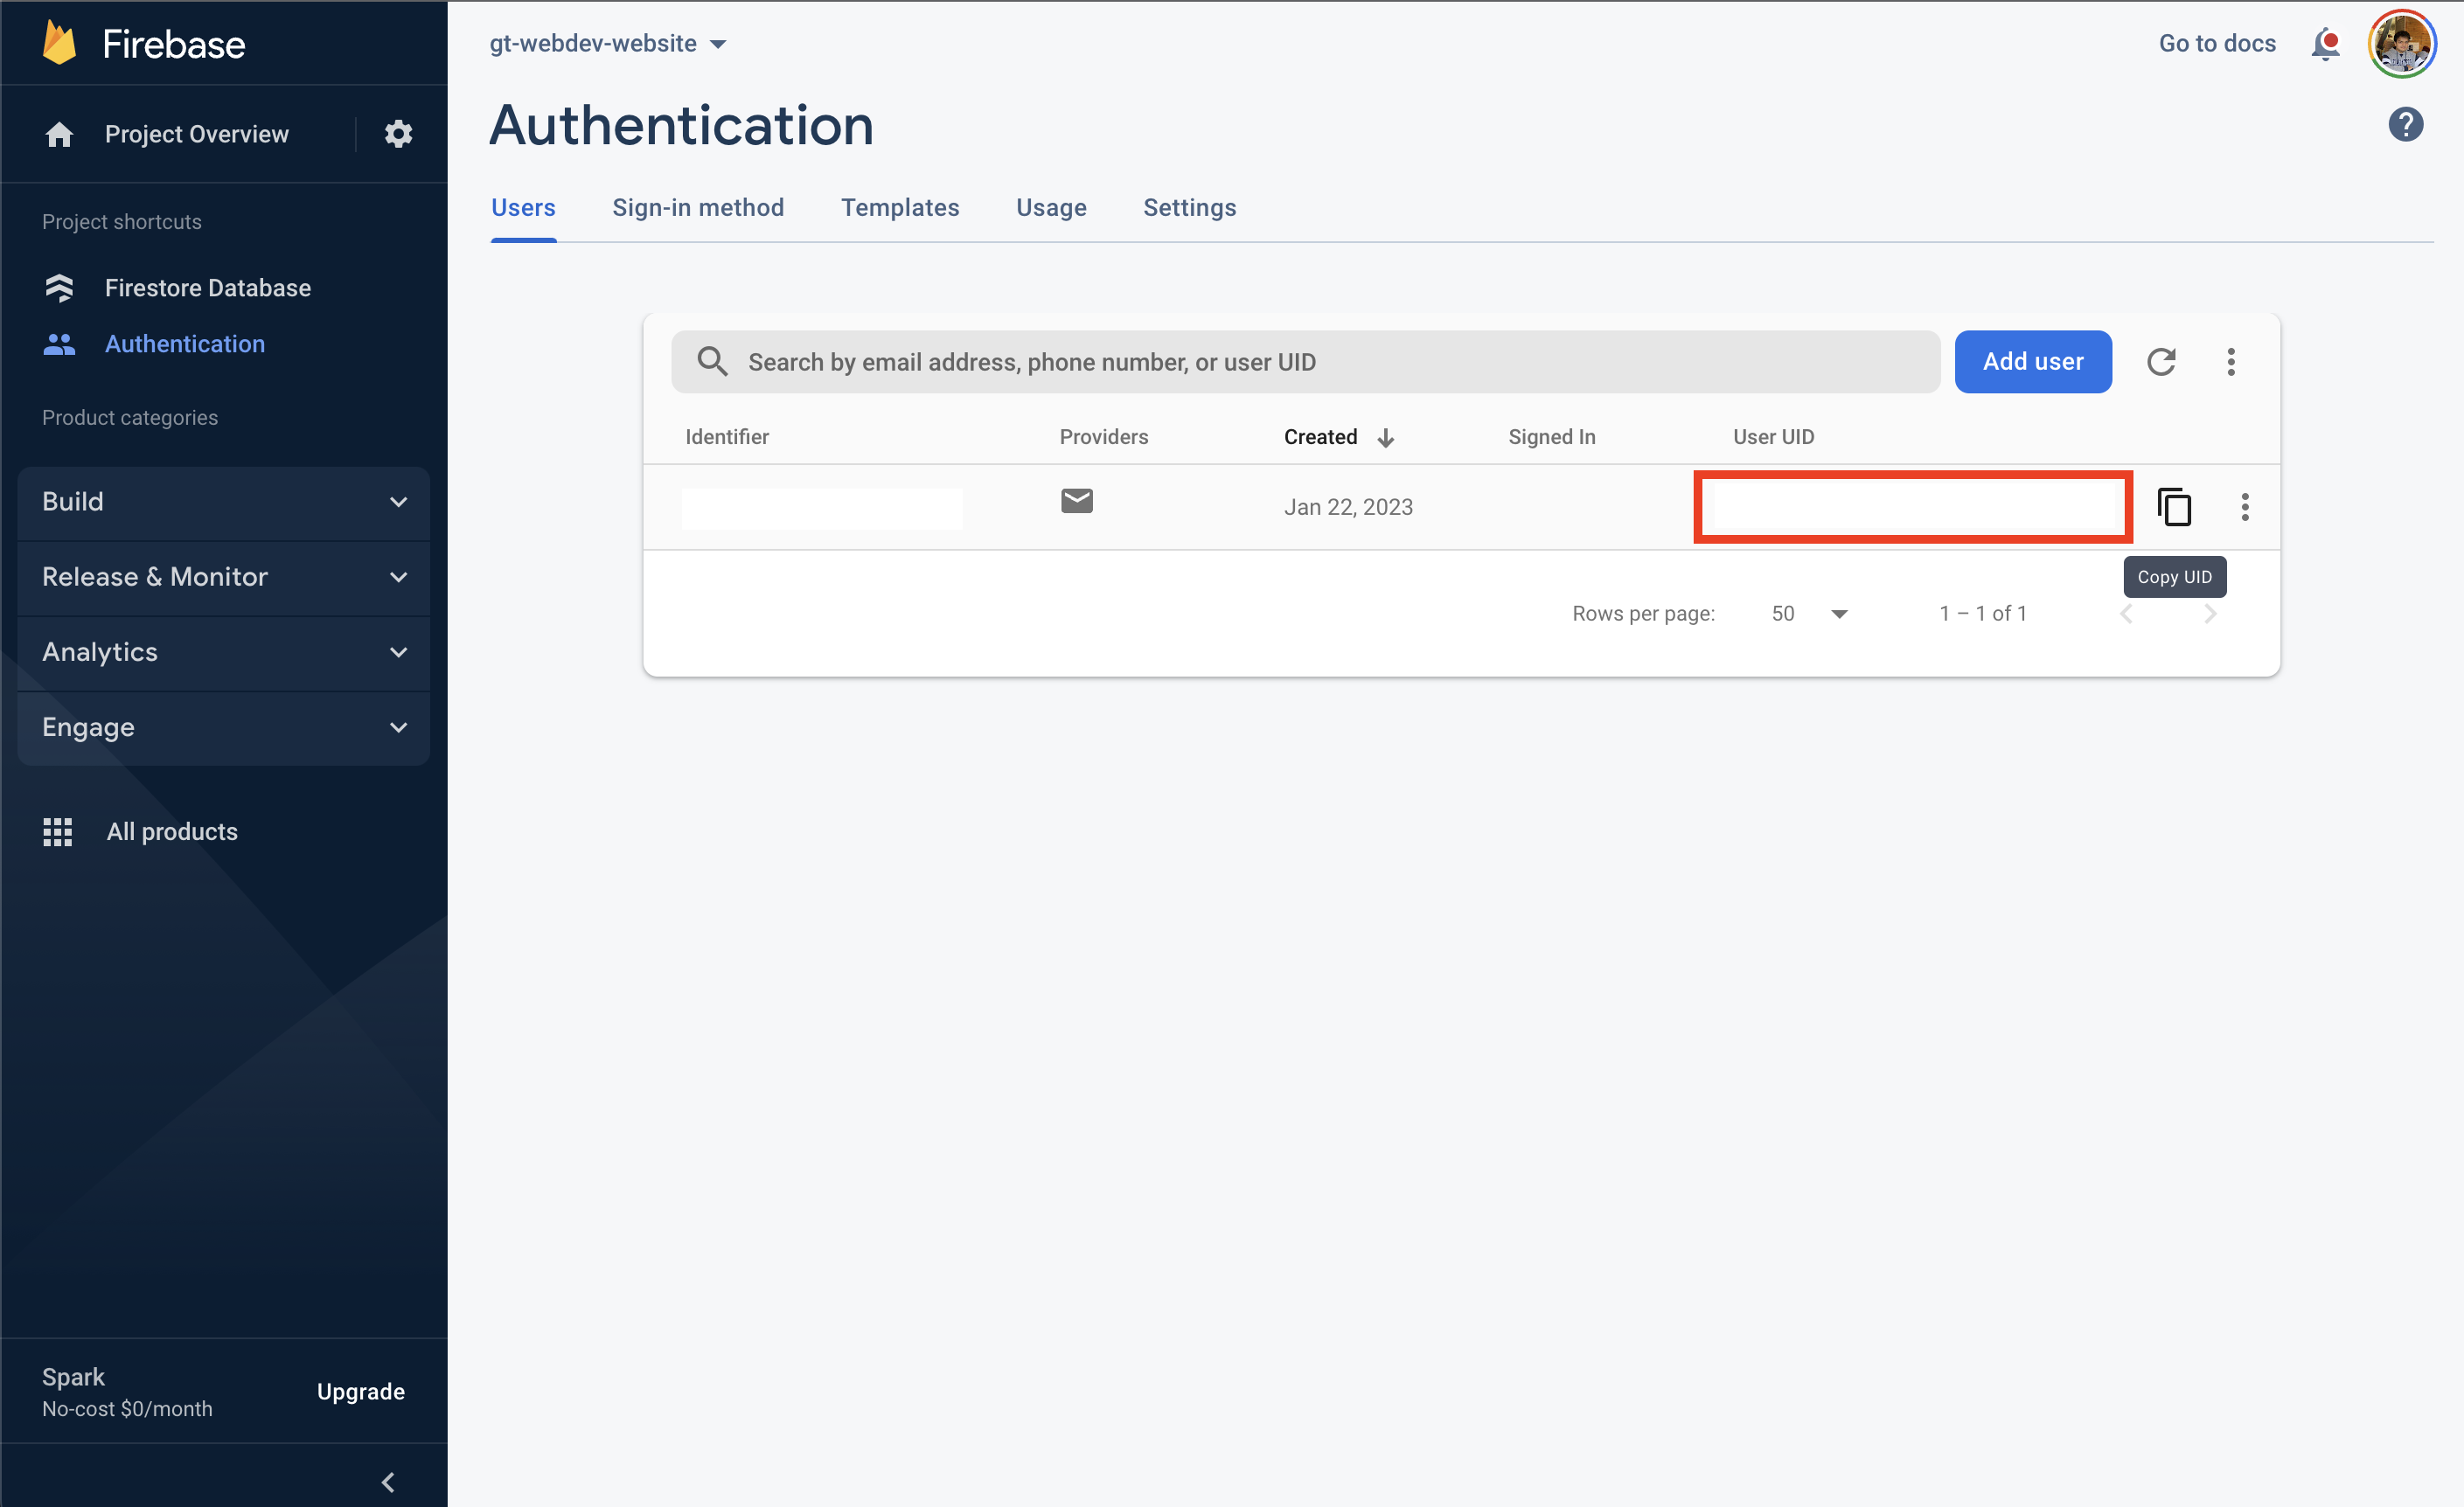 Firebase
Project Overview
Project shortcuts
Firestore Database
Authentication
Product categories
Build
Release & Monitor
Analytics
Engage
All products
Spark
No-cost $0/month
Upgrade
gt-webdev-website
Go to docs
Authentication
Users Sign-in method Templates Usage Settings
Search by email address, phone number, or user UID
Add user
Identifier Providers Created Signed In User UID
Jan 22, 2023
Copy UID
Rows per page: 50 1 – 1 of 1